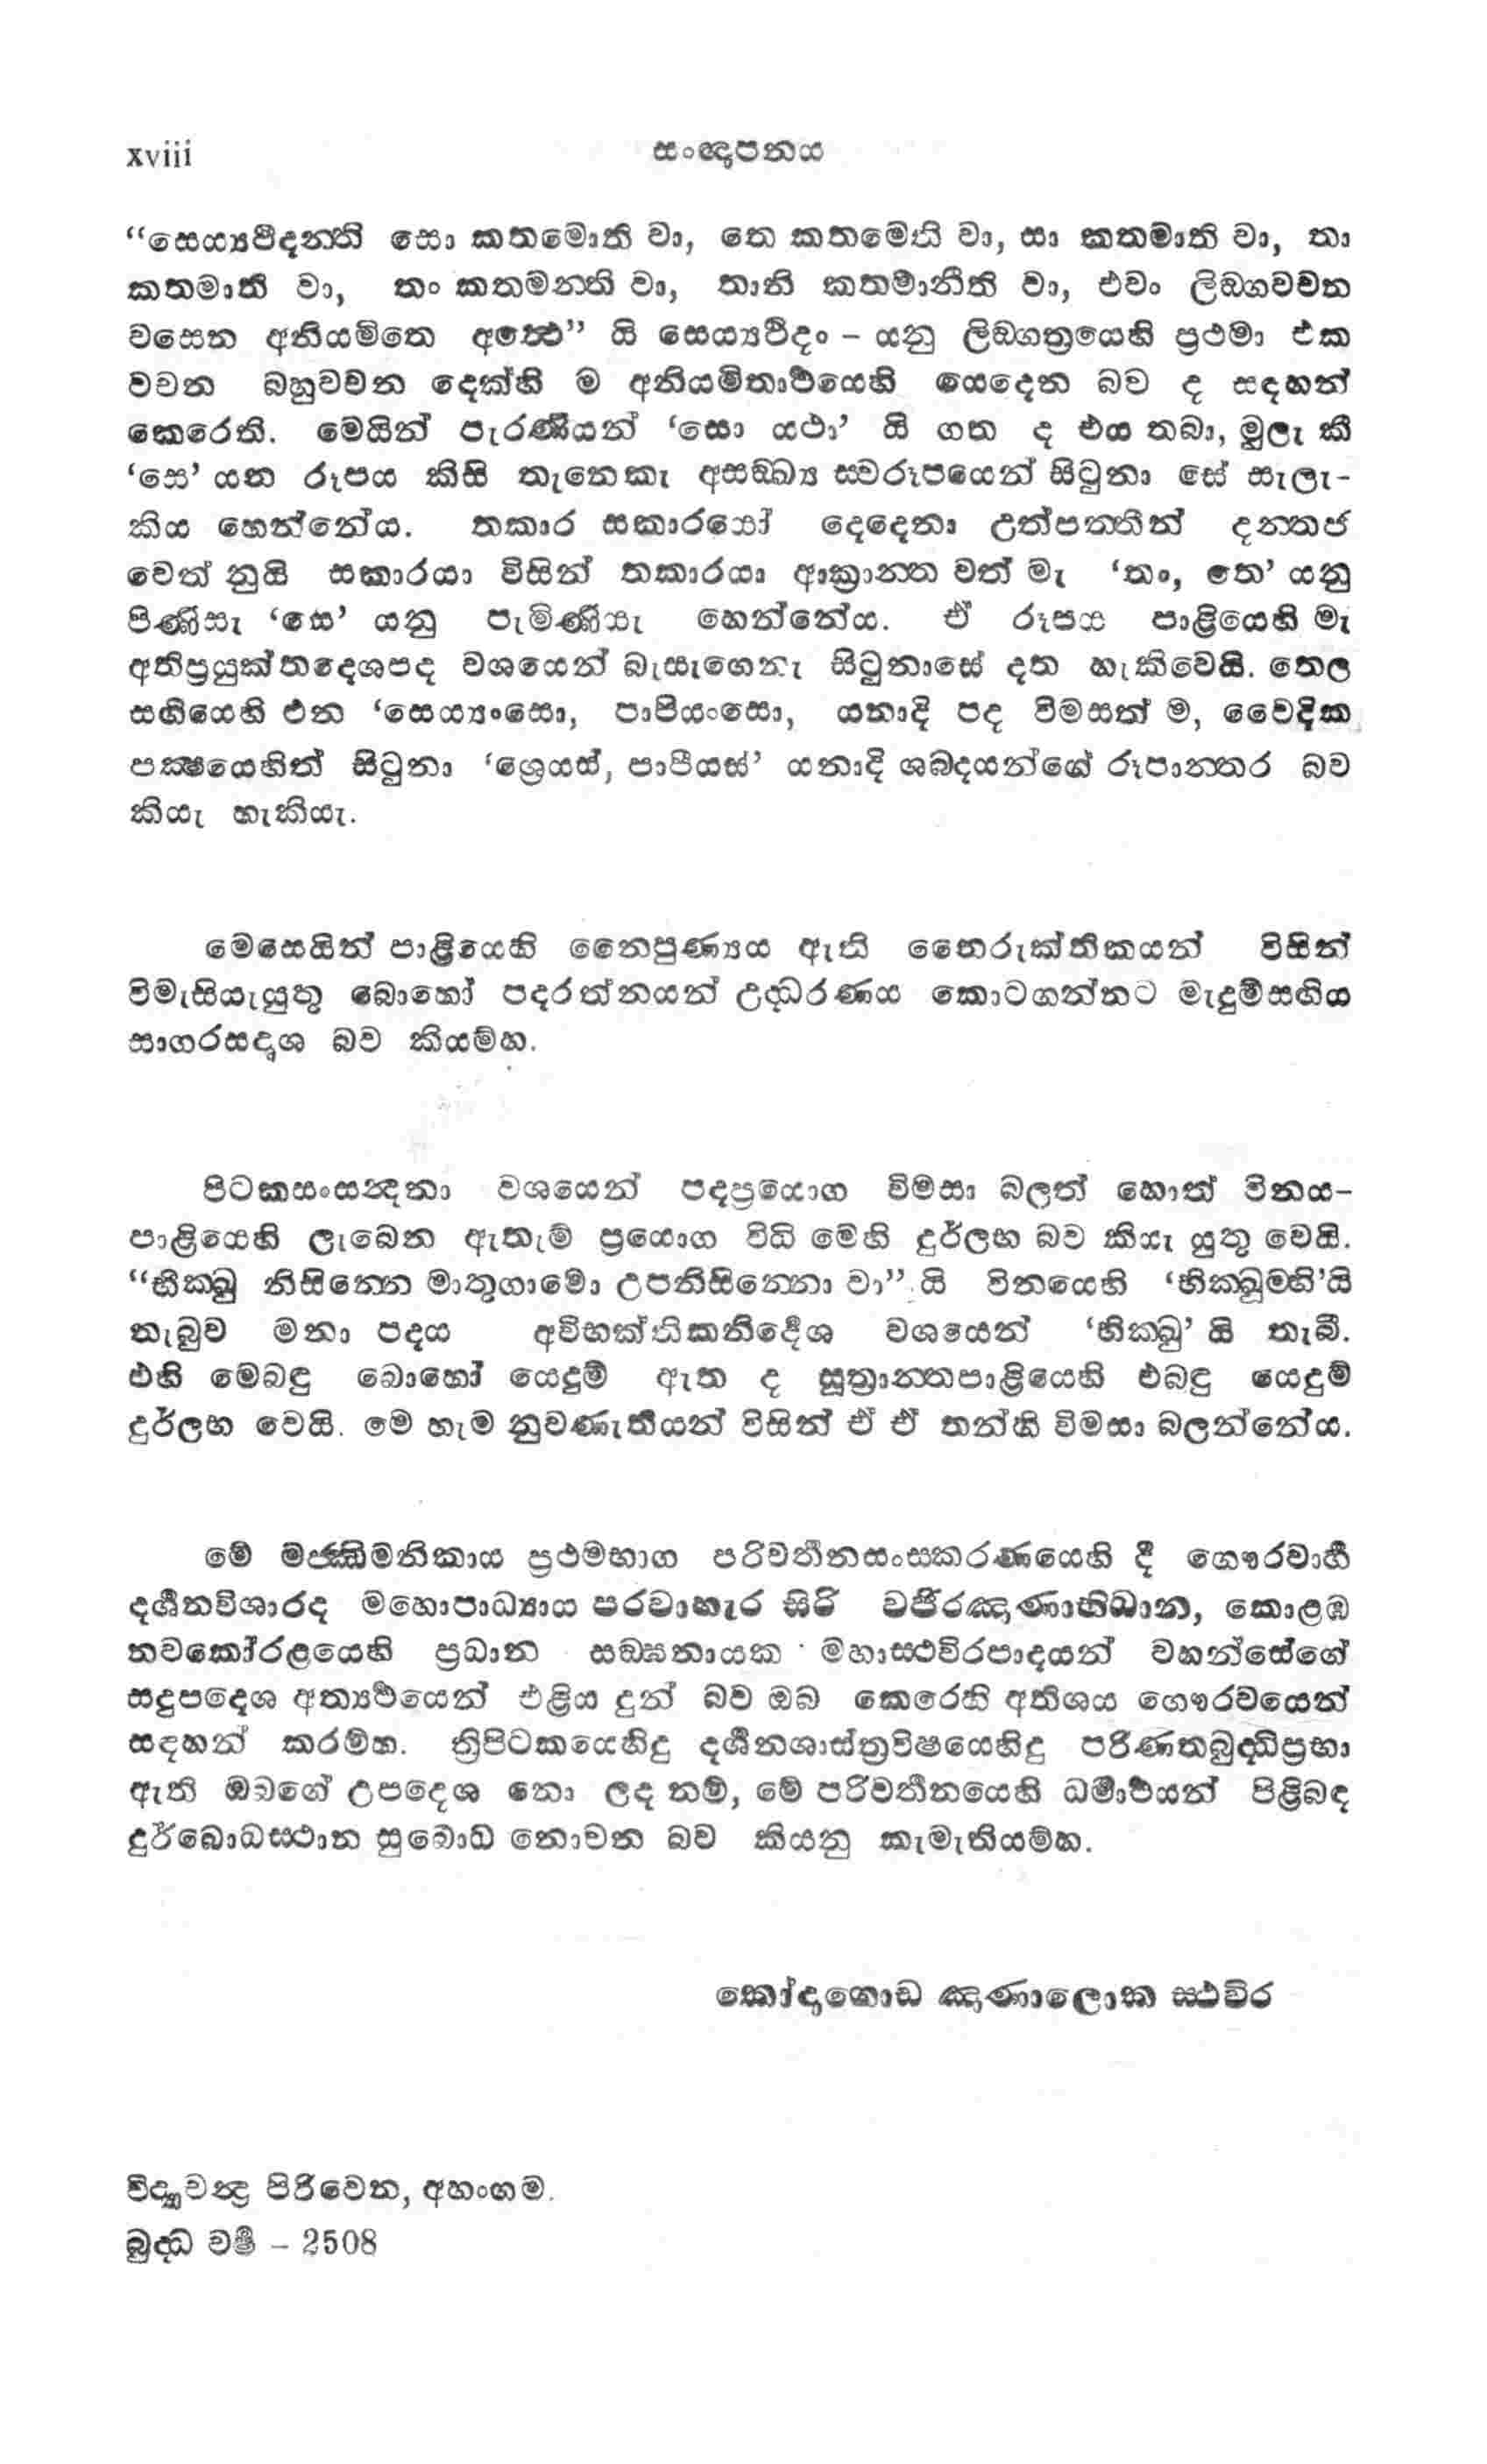 xviii සංඥාපනය
“සෙය්‍යථිදන්ති සො කතමොති වා, තෙ කතමෙති වා, සා කතමාති වා, තා
කතමාති වා, තං කතමන්ති වා, තානි කතමානීති වා, එවං ලිඞ්ගවචන
වසෙන අනියමිතෙ අත්‍ථෙ” යි සෙය්‍යථිදං – යනු ලිඞ්ගත්‍රයෙහි ප්‍රථමා එක
වචන බහුවචන දෙක්හි ම අනියමිතාර්‍ථයෙහි යෙදෙන බව ද සඳහන්
කෙරෙති. මෙයින් පැරණියන් ‘සො යථා’ යි ගත ද එය තබා, මුලැ කී
‘සෙ’ යන රූපය කිසි තැනෙකැ අසඞ්ඛ්‍ය ස්වරූපයෙන් සිටුනා සේ සැලැ-
කිය හෙන්නේය. තකාර සකාරයෝ දෙදෙනා උත්පත්තීන් දන්තජ
වෙත් නුයි සකාරයා විසින් තකාරයා ආක්‍රාන්ත වත් මැ ‘තං, තෙ’ යනු
පිණිසැ ‘සෙ’ යනු පැමිණියැ හෙන්නේය. ඒ රූපය පාළියෙහි මැ
අතිප්‍රයුක්තදෙශපද වශයෙන් බැසැගෙනැ සිටුනාසේ දත හැකිවෙයි. තෙල
සඟියෙහි එන ‘සෙය්‍යංසො, පාපියංසො, යනාදි පද විමසත් ම, වෛදික
පක්‍ෂයෙහින් සිටුනා ‘ශ්‍රෙයස්, පාපීයස්’ යනාදි ශබ්දයන්ගේ රූපාන්තර බව
කියැ හැකියැ.
මෙසෙයින් පාළියෙහි නෛපුණ්‍යය ඇති නෛරුක්තිකයන් විසින්
විමැසියැයුතු බොහෝ පදරත්නයන් උද්ධරණය කොටගන්නට මැදුම්සඟිය
සාගරසදෘශ බව කියම්හ.
පිටකසංසන්දනා වශයෙන් පදප්‍රයොග විමසා බලත් හොත් විනය-
පාළියෙහි ලැබෙන ඇතැම් ප්‍රයොග විධි මෙහි දුර්ලභ බව කියැ යුතු වෙයි.
“භික්ඛු නිසින්නෙ මාතුගාමො උපනිසින්නො වා” යි විනයෙහි ‘භික්ඛුම්හි’යි
තැබුව මනා පදය අවිභක්තිකනිර්‍දේශ වශයෙන් ‘භික්ඛු’ යි තැබී.
එහි මෙබඳු බොහෝ යෙදුම් ඇත ද සූත්‍රාන්තපාළියෙහි එබඳු යෙදුම්
දුර්ලභ වෙයි. මෙ හැම නුවණැතියන් විසින් ඒ ඒ තන්හි විමසා බලන්නේය.
මේ මජ්ඣිමනිකාය ප්‍රථමභාග පරිවර්‍තනසංස්කරණයෙහි දී ගෞරවාර්‍හ
දර්‍ශනවිශාරද මහොපාධ්‍යාය පරවාහැර සිරි වජිරඤාණාභිධාන, කොළඹ
නවකෝරළයෙහි ප්‍රධාන සඞ්ඝනායක මහාස්ථවිරපාදයන් වහන්සේගේ
සදුපදෙශ අත්‍යර්‍ථයෙන් එළිය දුන් බව ඔබ කෙරෙහි අතිශය ගෞරවයෙන්
සඳහන් කරම්හ. ත්‍රිපිටකයෙහිදු දර්‍ශනශාස්ත්‍රවිෂයෙහිදු පරිණතබුද්ධිප්‍රභා
ඇති ඔබගේ උපදෙශ නො ලද නම්, මේ පරිවර්‍තනයෙහි ධර්‍මාර්‍ථයන් පිළිබඳ
දුර්‍බොධස්ථාන සුබොධ නොවන බව කියනු කැමැතියම්හ.
කෝදාගොඩ ඤාණාලොක ස්ථවිර
විද්‍යාචන්ද්‍ර පිරිවෙන, අහංගම.
බුද්ධ වර්‍ෂ – 2508